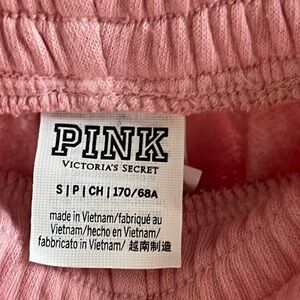 PINK
VICTORIA'S SECRET
S | P | CH | 170/68A
made in Vietnam/fabriqué au
Vietnam/hecho en Vietnam/
fabbricato in Vietnam/ 越南制造